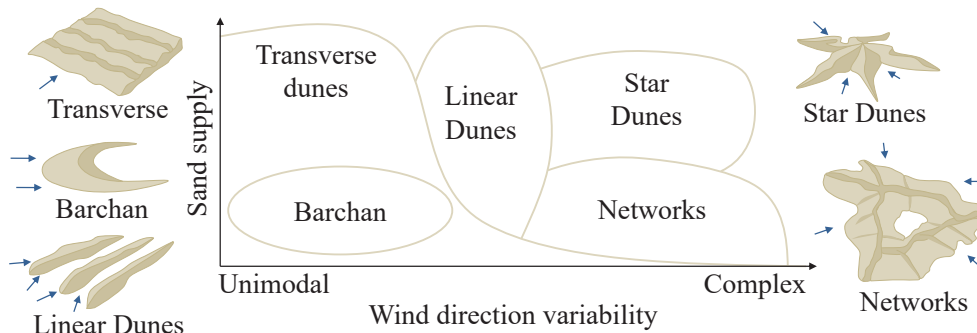 Transverse
Barchan
Linear Dunes
Sand supply
Transverse
dunes
Linear
Dunes
Star
Dunes
Barchan
Networks
Unimodal
Complex
Wind direction variability
Star Dunes
Networks